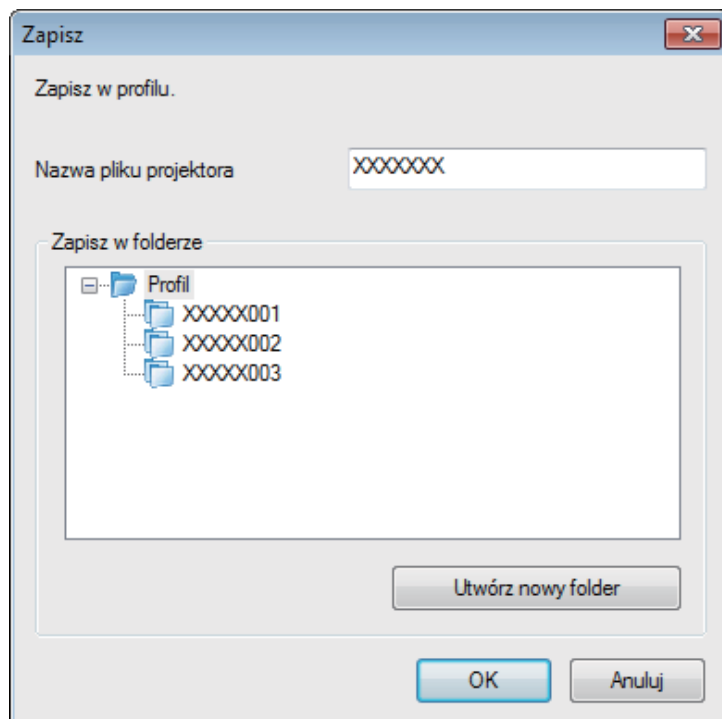 Zapisz
Zapisz w profilu.
Nazwa pliku projektora XXXXXXX
Zapisz w folderze
Profil
XXXXX001
XXXXX002
XXXXX003
Utwórz nowy folder
OK Anuluj